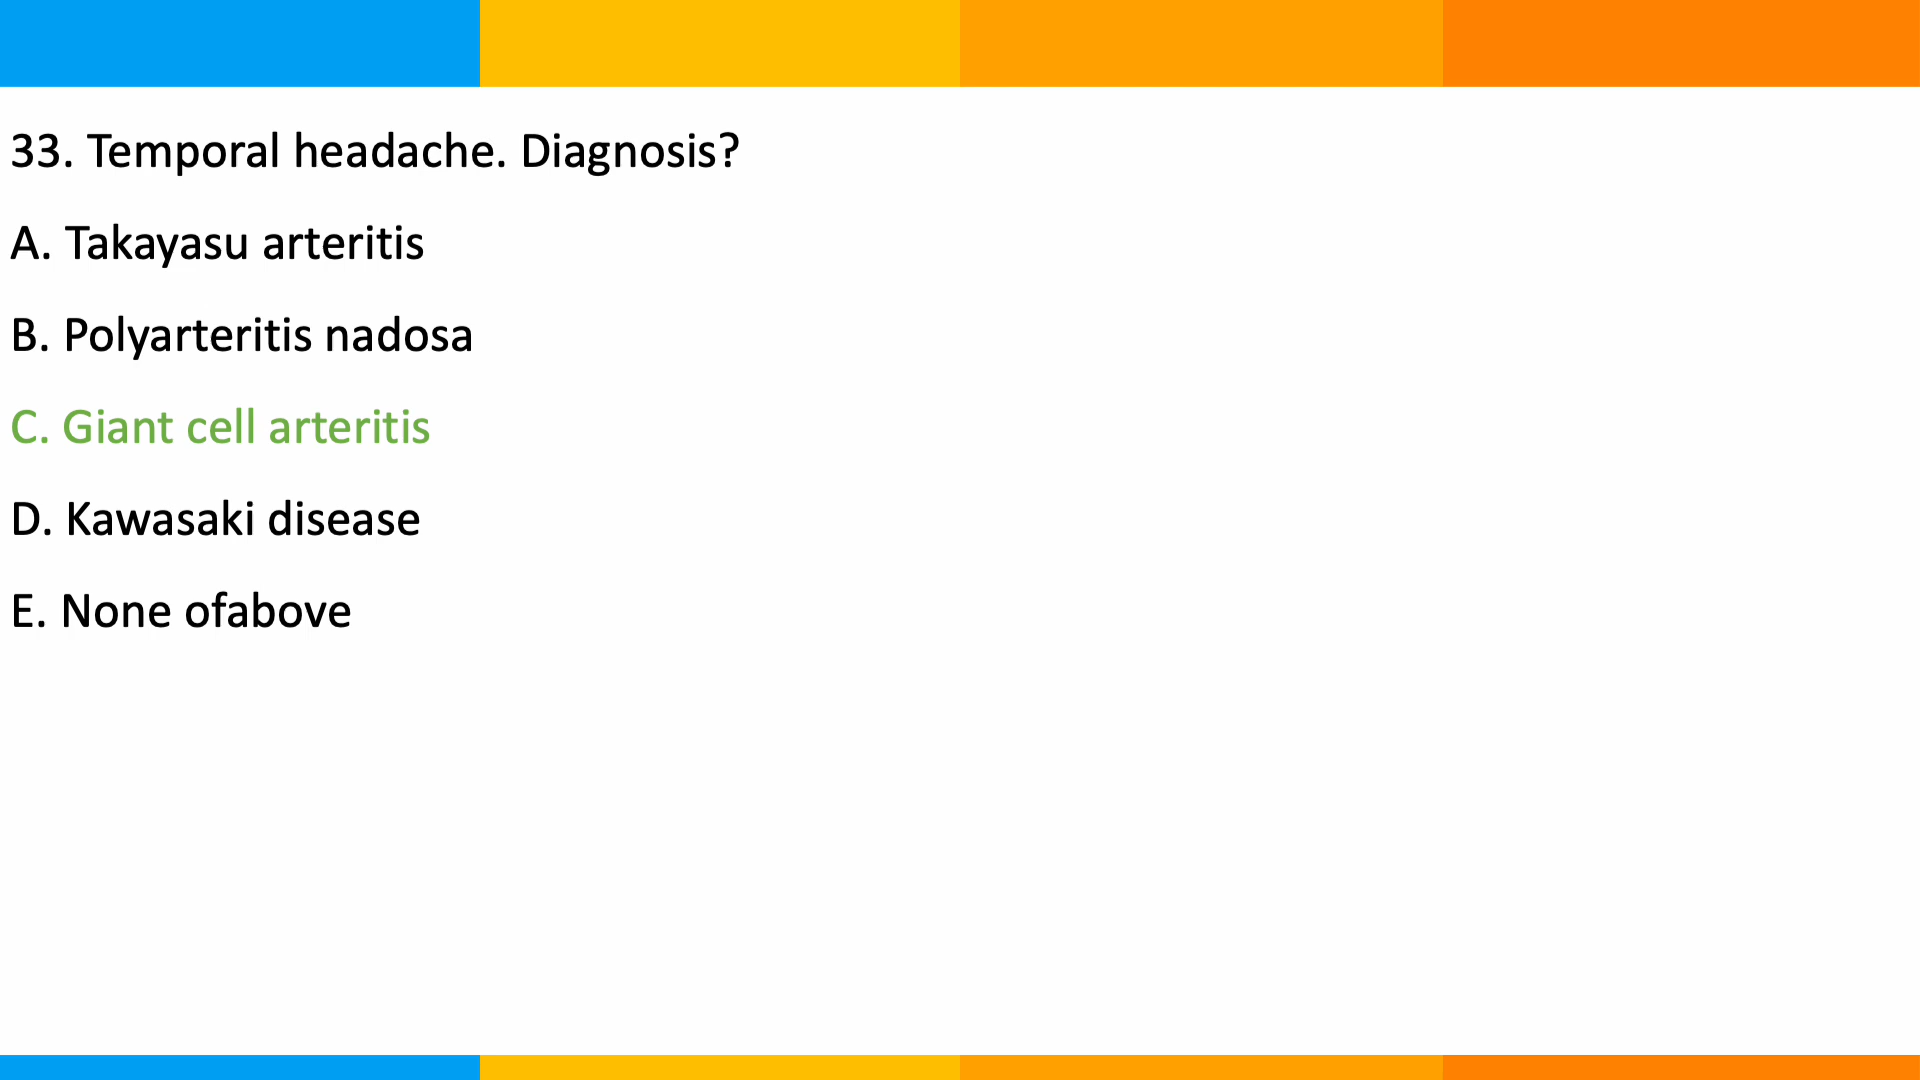 33. Temporal headache. Diagnosis?
A. Takayasu arteritis
B. Polyarteritis nadosa
C. Giant cell arteritis
D. Kawasaki disease
E. None ofabove